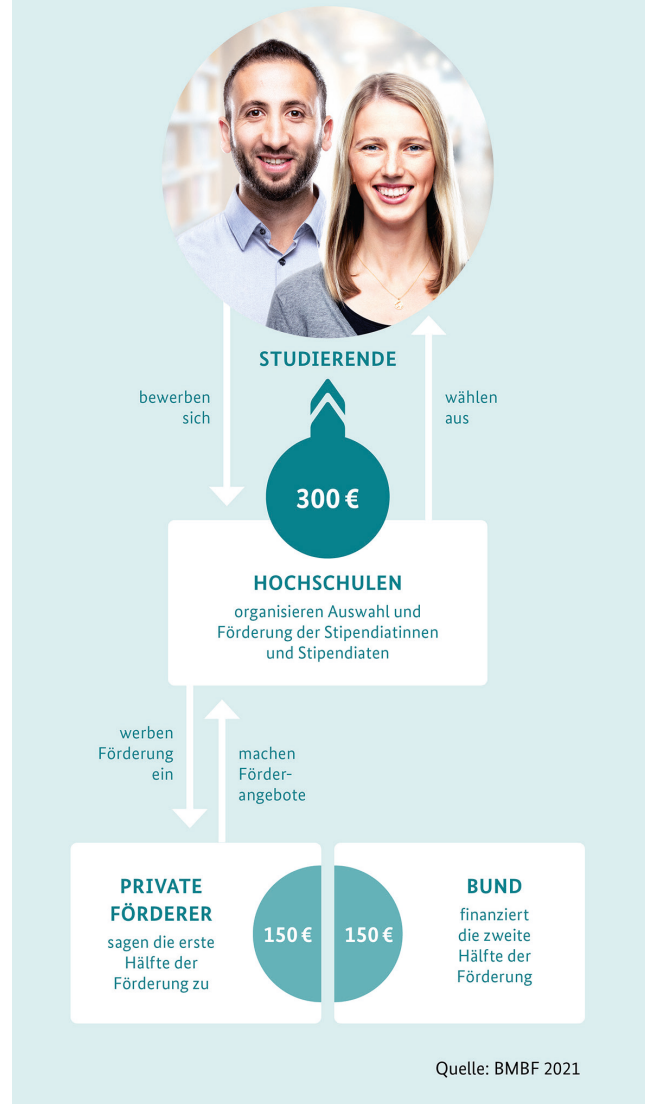 STUDIERENDE
bewerben
sich
wählen
aus
300 €
HOCHSCHULEN
organisieren Auswahl und
Förderung der Stipendiatinnen
und Stipendiaten
werben
Förderung
ein
machen
Förder-
angebote
PRIVATE
FÖRDERER
sagen die erste
Hälfte der
Förderung zu
150 €
150 €
BUND
finanziert
die zweite
Hälfte der
Förderung
Quelle: BMBF 2021